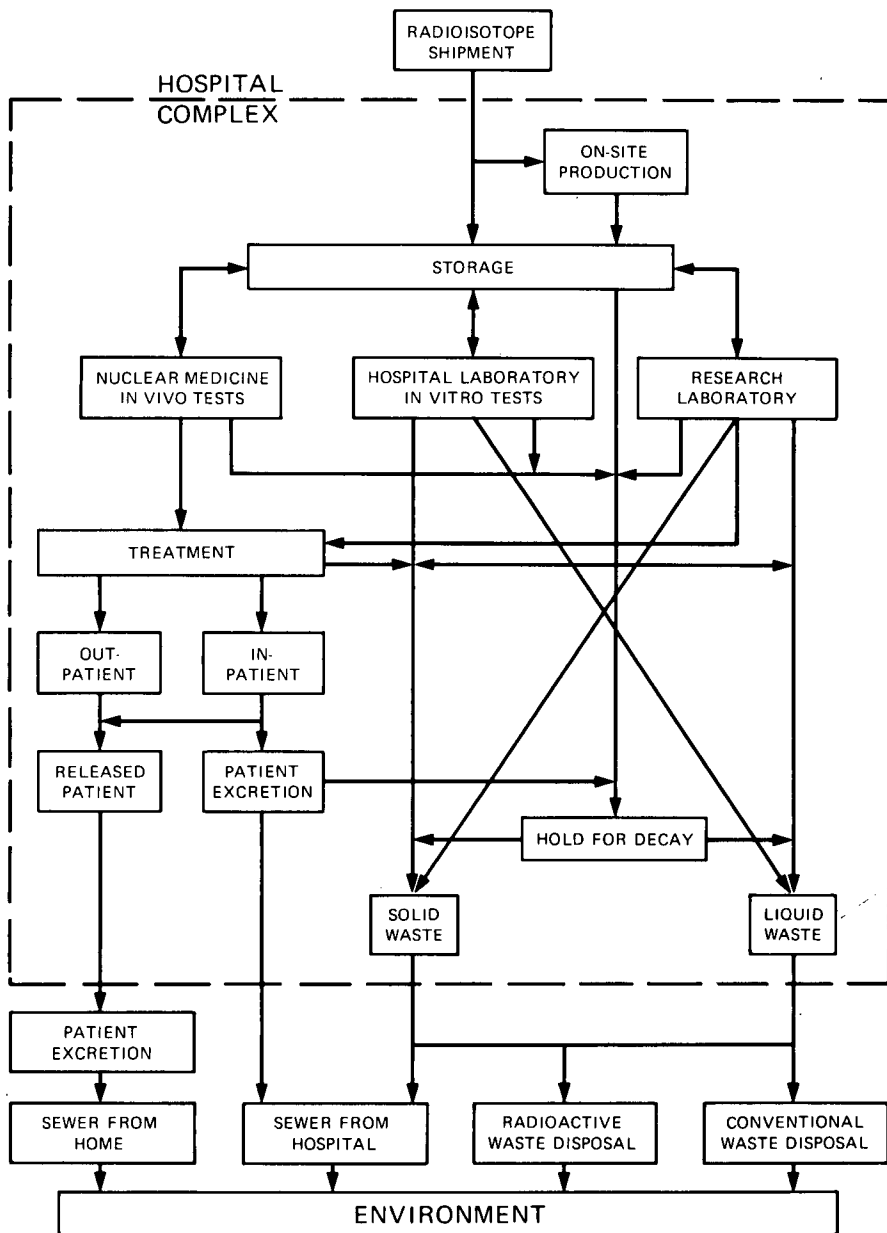 RADIOISOTOPE
SHIPMENT
HOSPITAL
COMPLEX
ON-SITE
PRODUCTION
STORAGE
NUCLEAR MEDICINE
IN VIVO TESTS
HOSPITAL LABORATORY
IN VITRO TESTS
RESEARCH
LABORATORY
TREATMENT
OUT-
PATIENT
IN-
PATIENT
RELEASED
PATIENT
PATIENT
EXCRETION
HOLD FOR DECAY
SOLID
WASTE
LIQUID
WASTE
PATIENT
EXCRETION
SEWER FROM
HOME
SEWER FROM
HOSPITAL
RADIOACTIVE
WASTE DISPOSAL
CONVENTIONAL
WASTE DISPOSAL
ENVIRONMENT